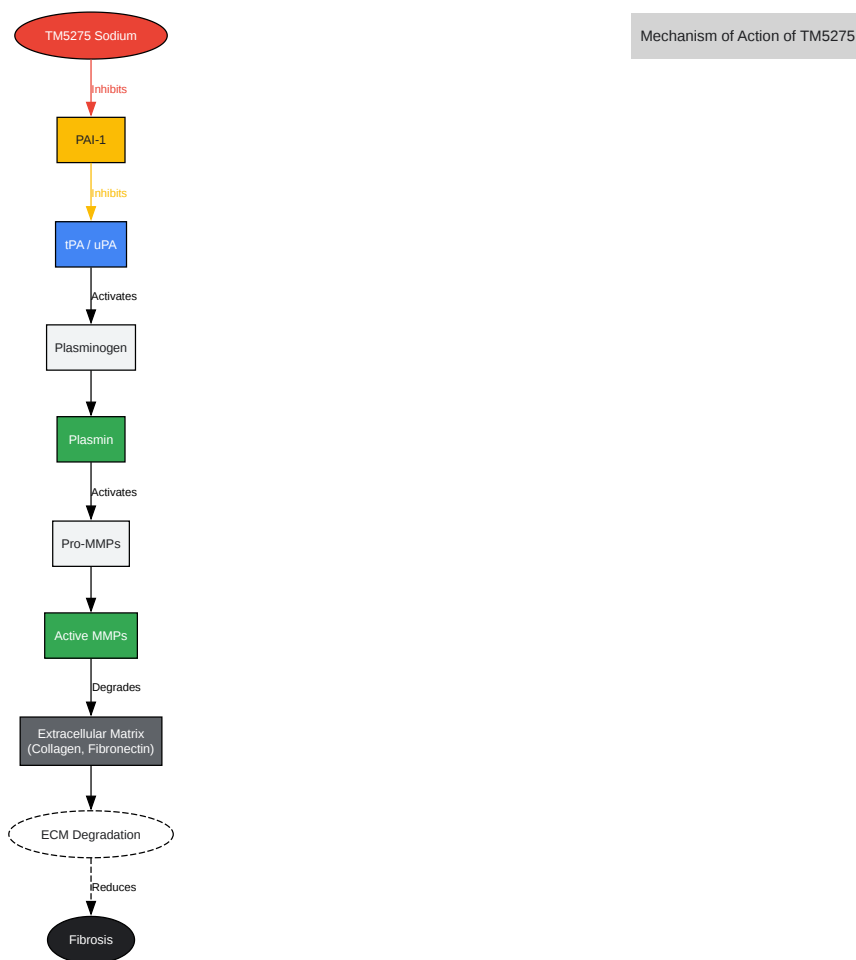 TM5275 Sodium
Mechanism of Action of TM5275
Inhibits
PAI-1
Inhibits
tPA / uPA
Activates
Plasminogen
Plasmin
Activates
Pro-MMPs
Active MMPs
Degrades
Extracellular Matrix
(Collagen, Fibronectin)
ECM Degradation
Reduces
Fibrosis